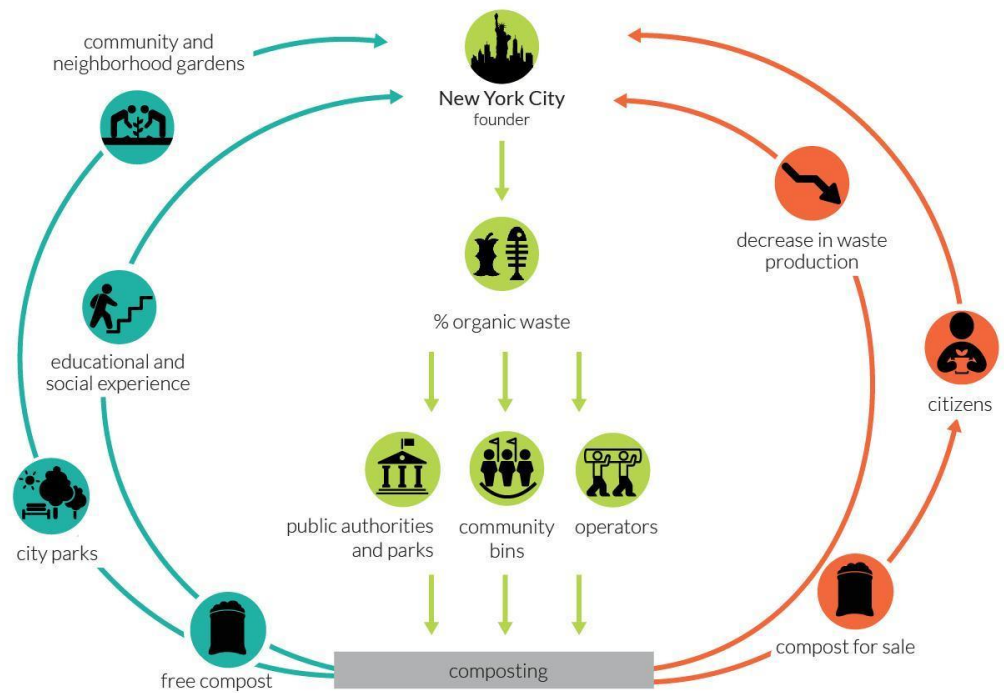 community and
neighborhood gardens
New York City
founder
decrease in waste
production
% organic waste
educational and
social experience
citizens
public authorities
and parks
community
bins
operators
city parks
compost for sale
free compost
composting